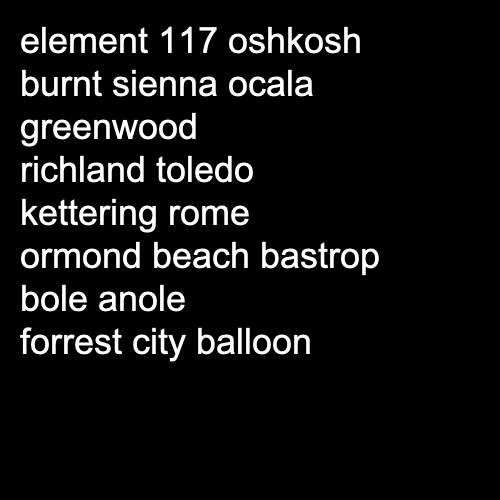 element 117 oshkosh
burnt sienna ocala
greenwood
richland toledo
kettering rome
ormond beach bastrop
bole anole
forrest city balloon